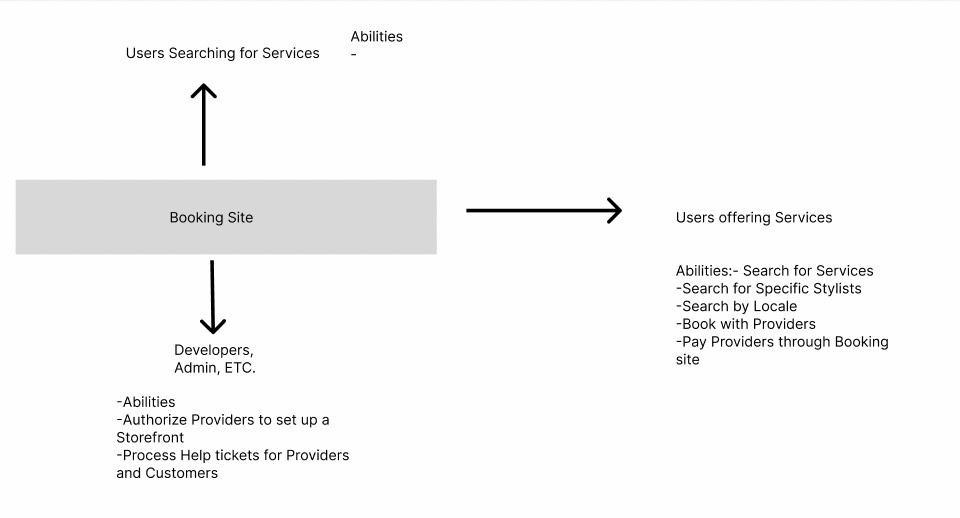 Users Searching for Services
Abilities
-
Booking Site
Users offering Services
Abilities:- Search for Services
-Search for Specific Stylists
-Search by Locale
-Book with Providers
-Pay Providers through Booking
site
Developers,
Admin, ETC.
-Abilities
-Authorize Providers to set up a
Storefront
-Process Help tickets for Providers
and Customers